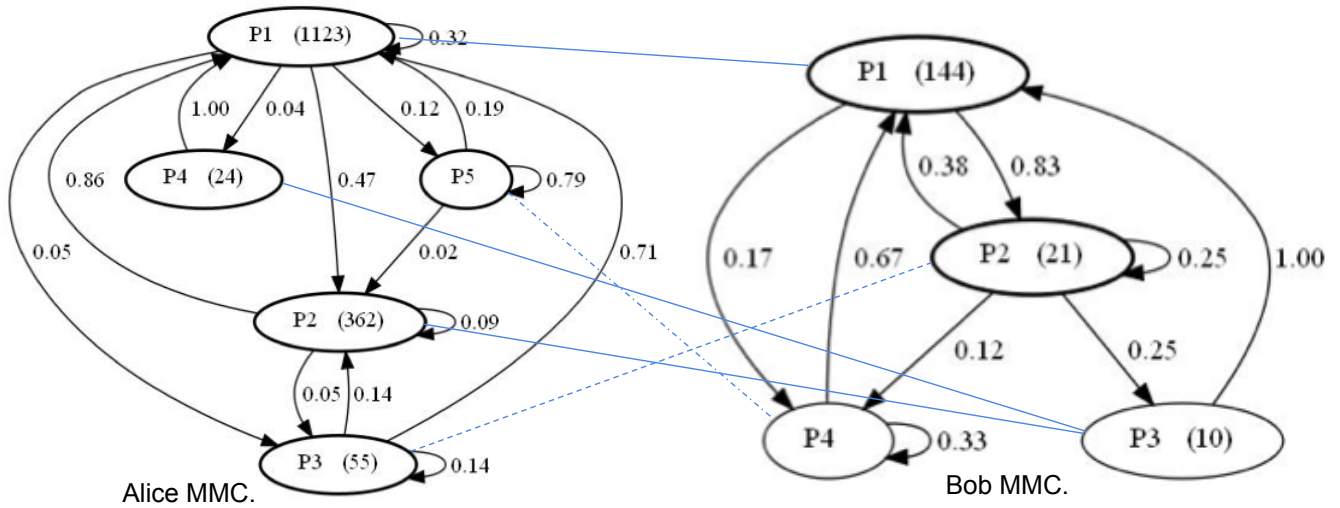 P1 (1123)
0.32
1.00
0.04
0.12
0.19
P4 (24)
P5
0.79
0.86
0.47
0.05
0.02
0.71
P2 (362)
0.09
0.05
0.14
P3 (55)
0.14
Alice MMC.
P1 (144)
0.38
0.83
0.17
0.67
P2 (21)
0.25
1.00
0.12
0.25
P4
0.33
P3 (10)
Bob MMC.